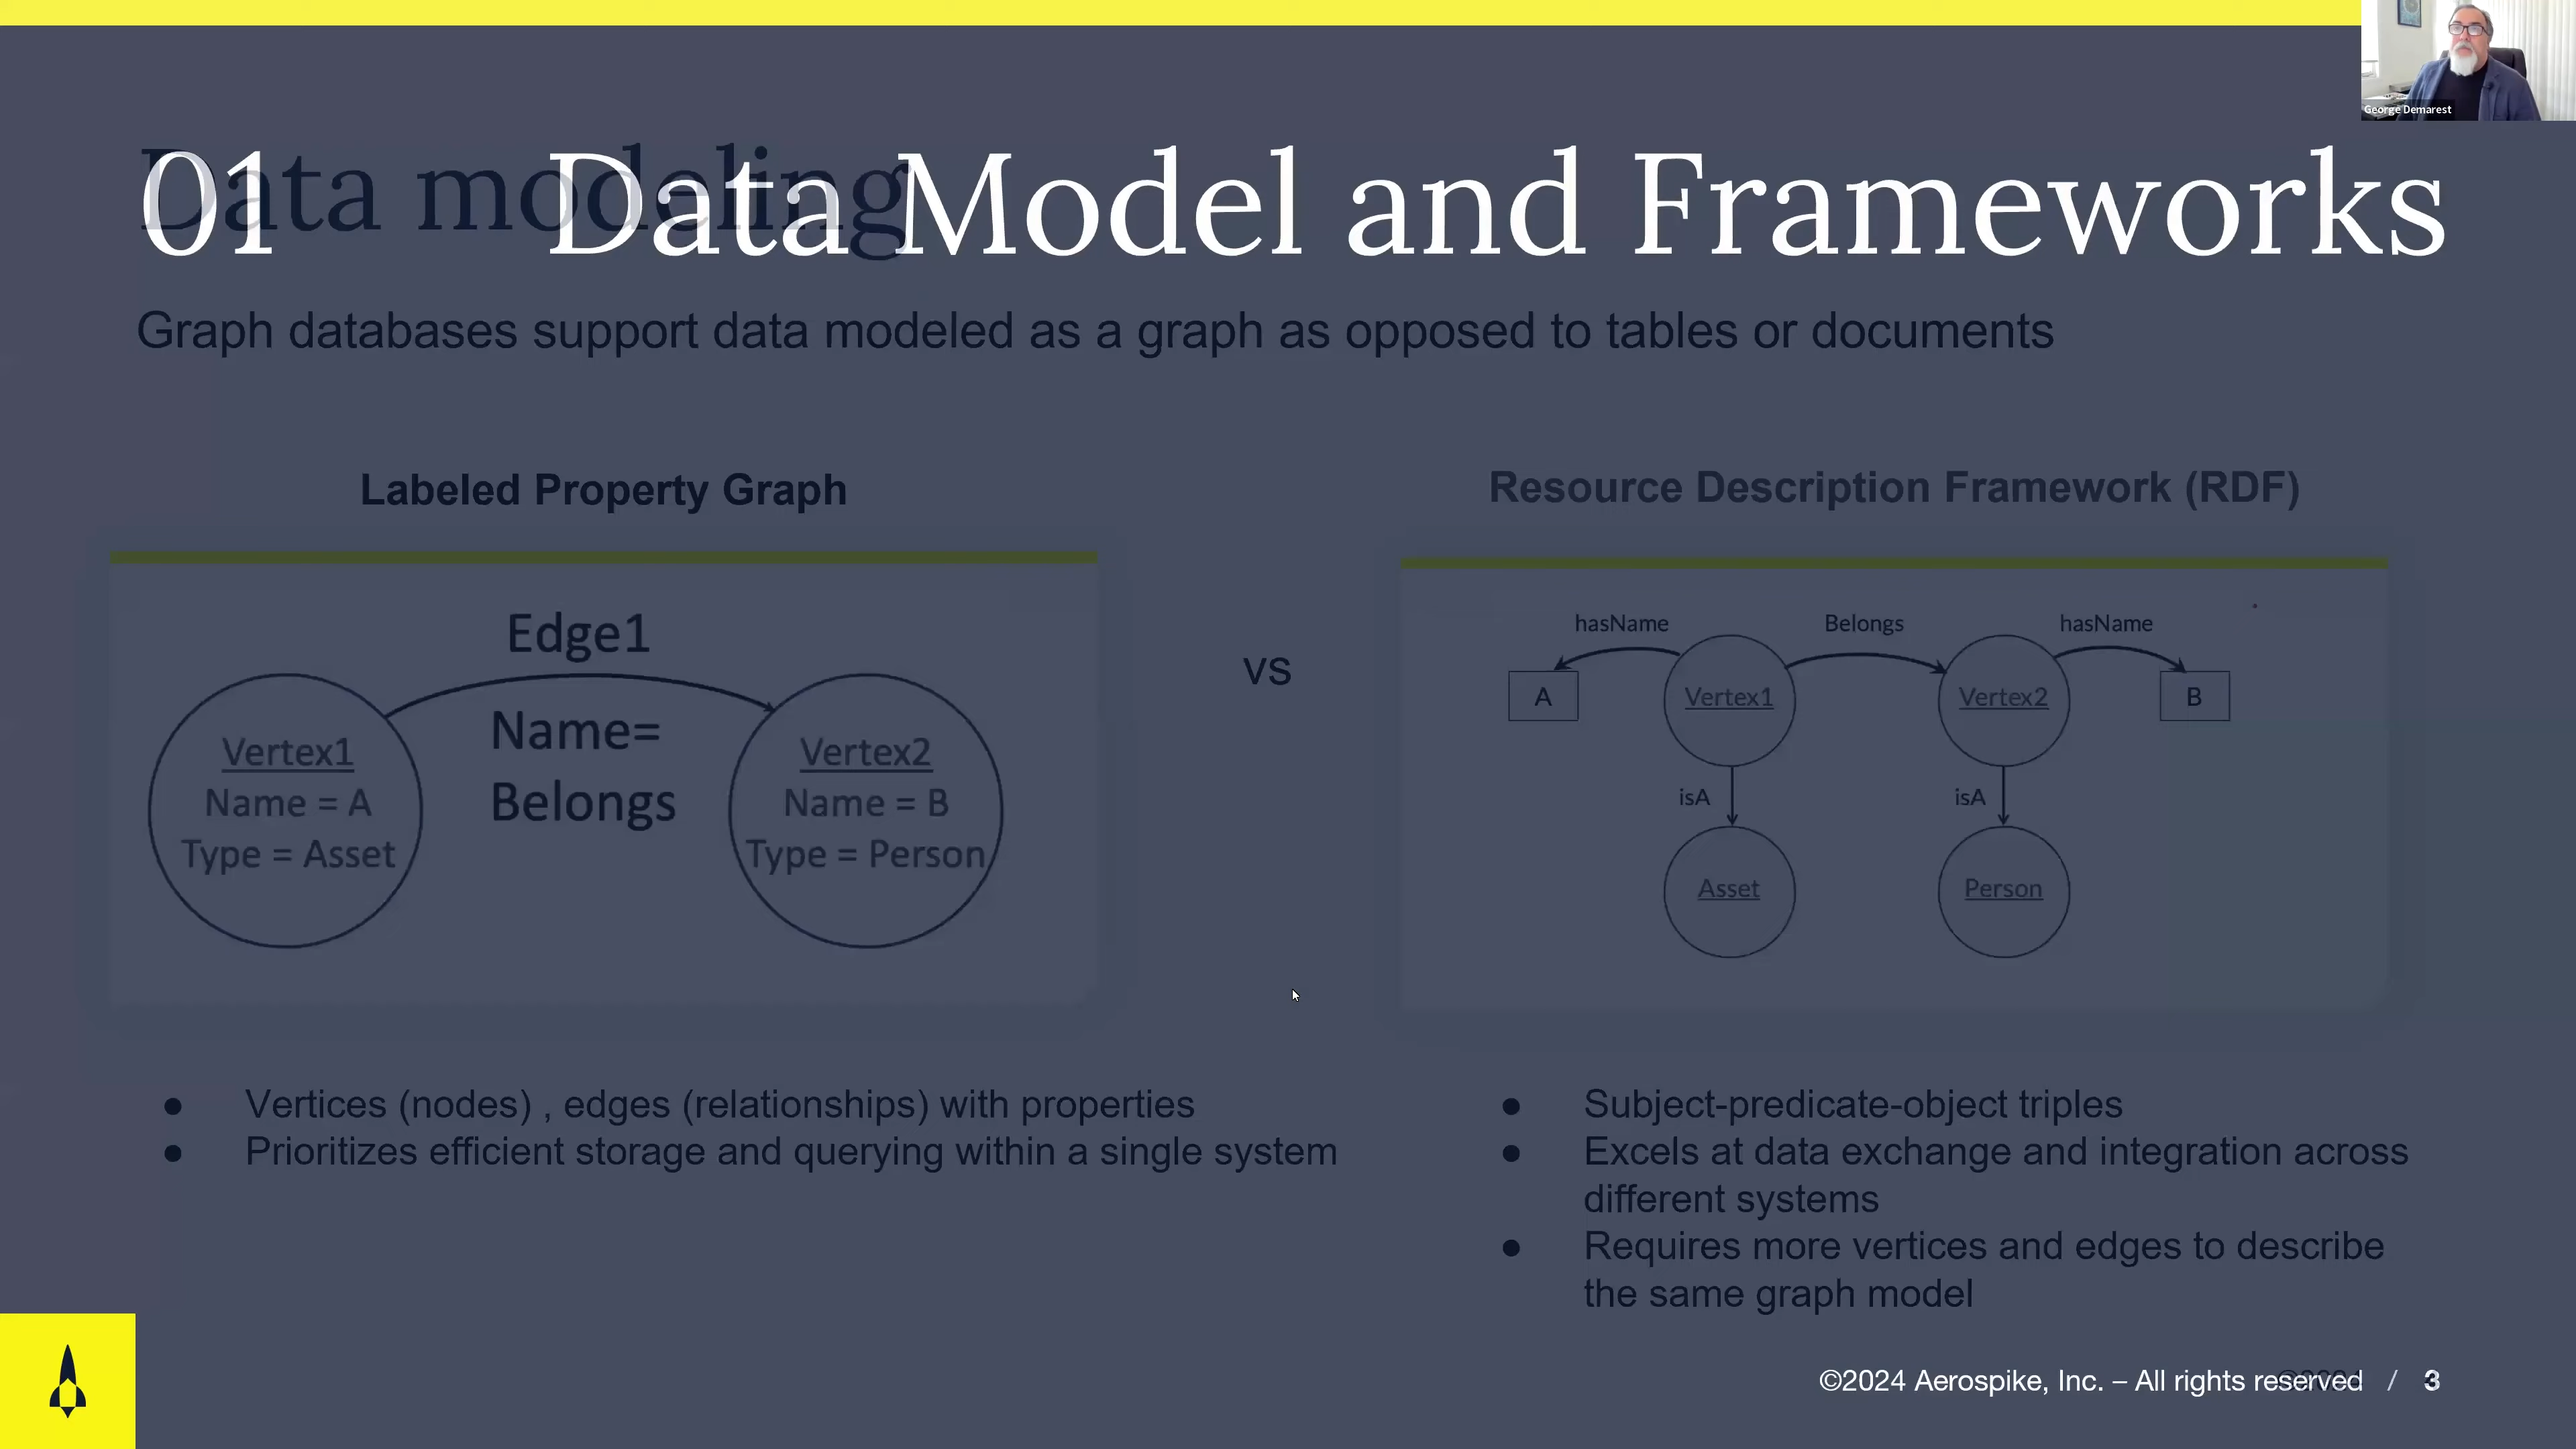 George Demarest
01 Data Model and Frameworks
Data modeling
Graph databases support data modeled as a graph as opposed to tables or documents
Labeled Property Graph
Edge1
Name=
Belongs
Vertex1
Name = A
Type = Asset
Vertex2
Name = B
Type = Person
vs
Resource Description Framework (RDF)
hasName
Belongs
hasName
A
Vertex1
Vertex2
B
isA
isA
Asset
Person
● Vertices (nodes) , edges (relationships) with properties
● Prioritizes efficient storage and querying within a single system
● Subject-predicate-object triples
● Excels at data exchange and integration across
different systems
● Requires more vertices and edges to describe
the same graph model
©2024 Aerospike, Inc. – All rights reserved / 3